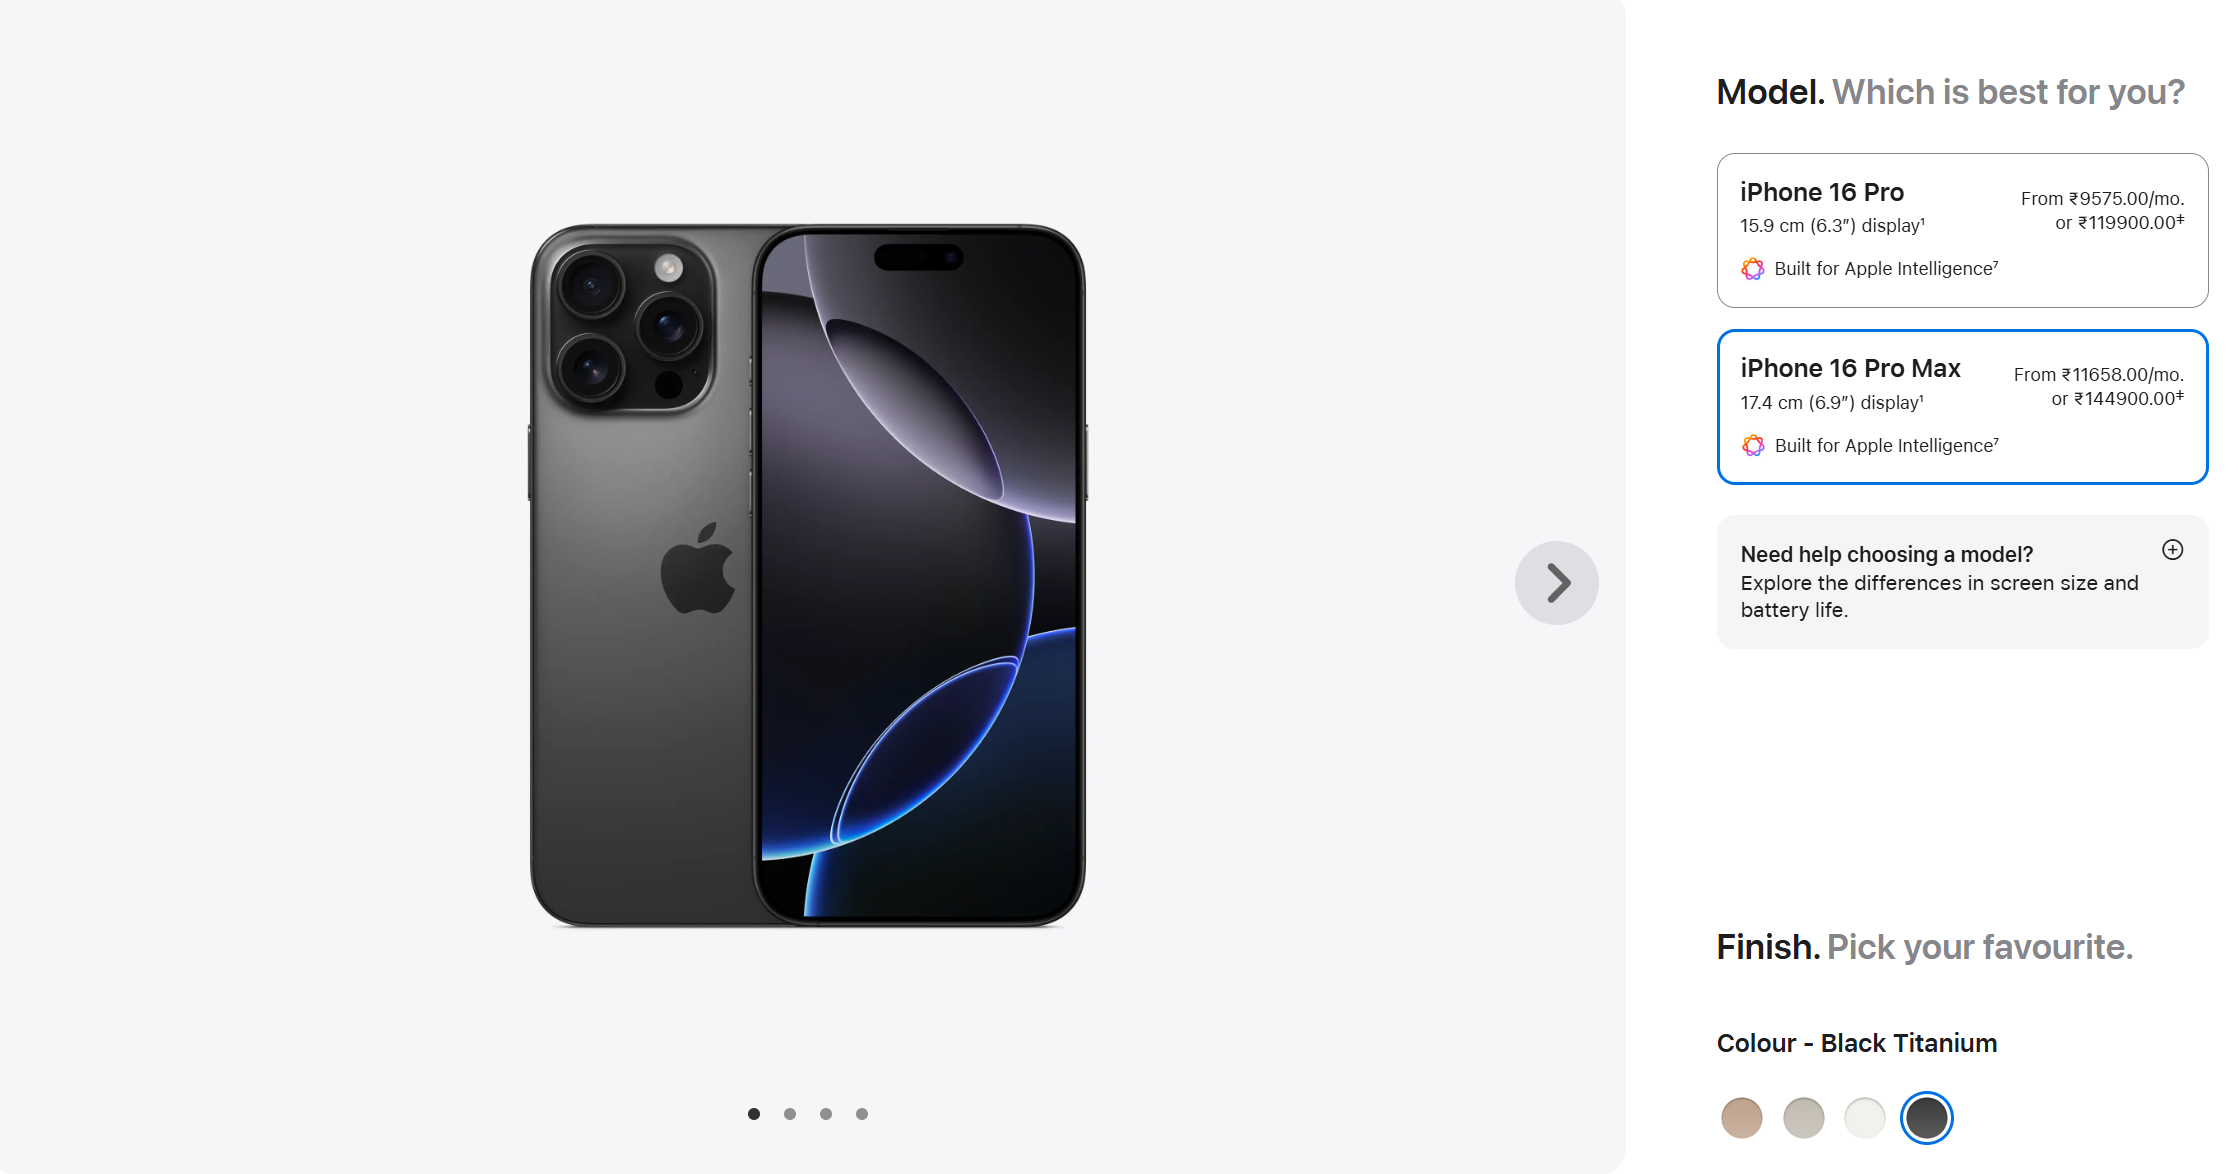 Model. Which is best for you?
iPhone 16 Pro
15.9 cm (6.3″) display¹
From ₹9575.00/mo.
or ₹119900.00‡
Built for Apple Intelligence⁷
iPhone 16 Pro Max
17.4 cm (6.9″) display¹
From ₹11658.00/mo.
or ₹144900.00‡
Built for Apple Intelligence⁷
Need help choosing a model?
Explore the differences in screen size and
battery life.
Finish. Pick your favourite.
Colour - Black Titanium